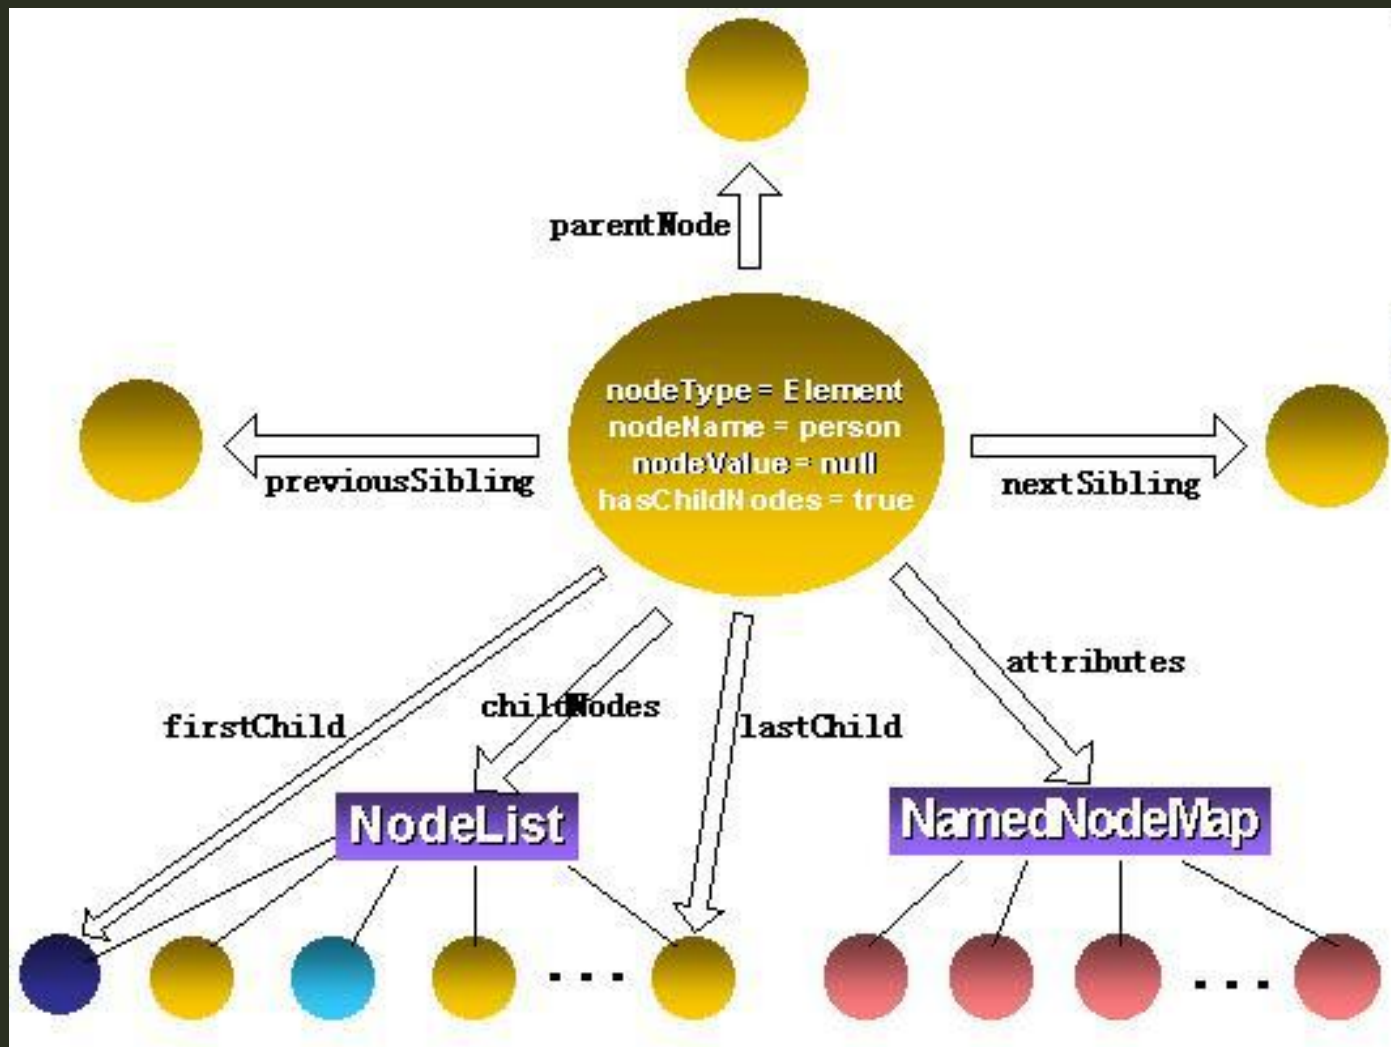 parentNode
nodeType = Element
nodeName = person
nodeValue = null
hasChildNodes = true
previousSibling
nextSibling
firstChild
childNodes
lastChild
attributes
NodeList
NamedNodeMap
...
...